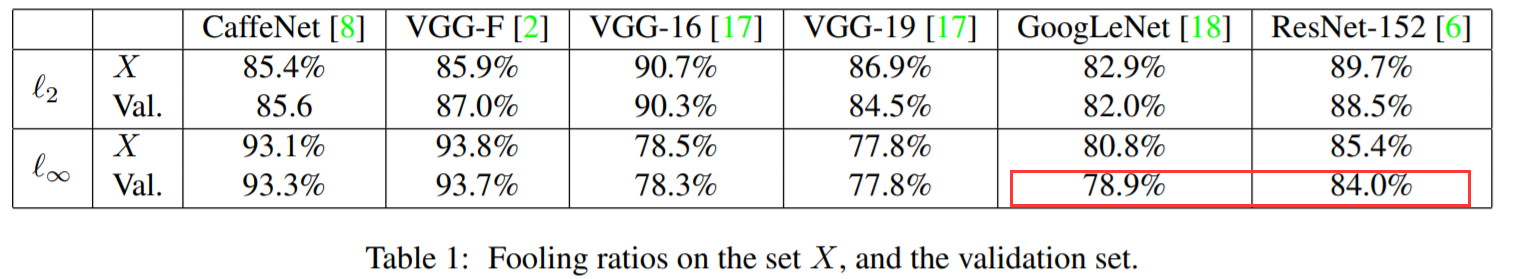 CaffeNet [8] VGG-F [2] VGG-16 [17] VGG-19 [17] GoogLeNet [18] ResNet-152 [6]
ℓ2 X 85.4% 85.9% 90.7% 86.9% 82.9% 89.7%
Val. 85.6 87.0% 90.3% 84.5% 82.0% 88.5%
ℓ∞ X 93.1% 93.8% 78.5% 77.8% 80.8% 85.4%
Val. 93.3% 93.7% 78.3% 77.8% 78.9% 84.0%
Table 1: Fooling ratios on the set X, and the validation set.